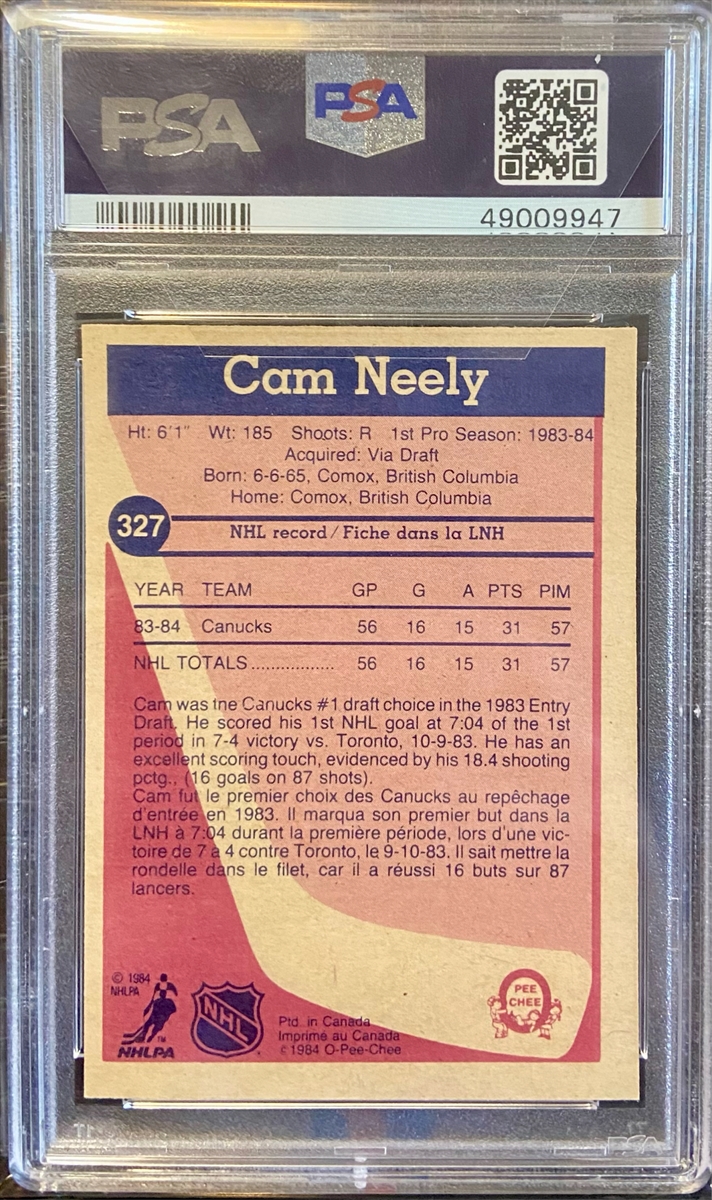 PSA
PSA
49009947
Cam Neely
Ht: 6'1" Wt: 185 Shoots: R 1st Pro Season: 1983-84
Acquired: Via Draft
Born: 6-6-65, Comox, British Columbia
Home: Comox, British Columbia
327
NHL record/Fiche dans la LNH
YEAR TEAM GP G A PTS PIM
83-84 Canucks 56 16 15 31 57
NHL TOTALS................. 56 16 15 31 57
Cam was the Canucks #1 draft choice in the 1983 Entry
Draft. He scored his 1st NHL goal at 7:04 of the 1st
period in 7-4 victory vs. Toronto, 10-9-83. He has an
excellent scoring touch, evidenced by his 18.4 shooting
pctg., (16 goals on 87 shots).
Cam fut le premier choix des Canucks au repêchage
d'entrée en 1983. Il marqua son premier but dans la
LNH à 7:04 durant la première période, lors d'une vic-
toire de 7 à 4 contre Toronto, le 9-10-83. Il sait mettre la
rondelle dans le filet, car il a réussi 16 buts sur 87
lancers.
© 1984
NHLPA
TM
NHLPA
NHL
Ptd. in Canada
Imprimé au Canada
© 1984 O-Pee-Chee
PEE
CHEE
PSA